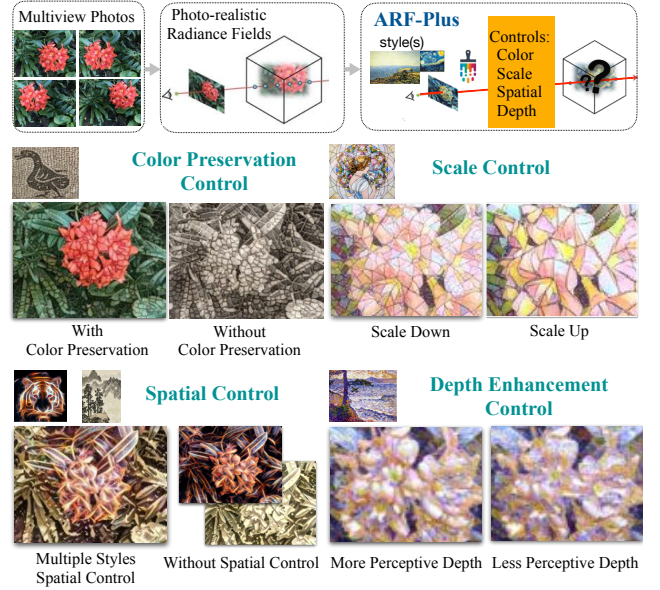 Multiview Photos
Photo-realistic
Radiance Fields
ARF-Plus
style(s)
Controls:
Color
Scale
Spatial
Depth
??
Color Preservation
Control
Scale Control
With
Color Preservation
Without
Color Preservation
Scale Down
Scale Up
Spatial Control
Depth Enhancement
Control
Multiple Styles
Spatial Control
Without Spatial Control
More Perceptive Depth
Less Perceptive Depth